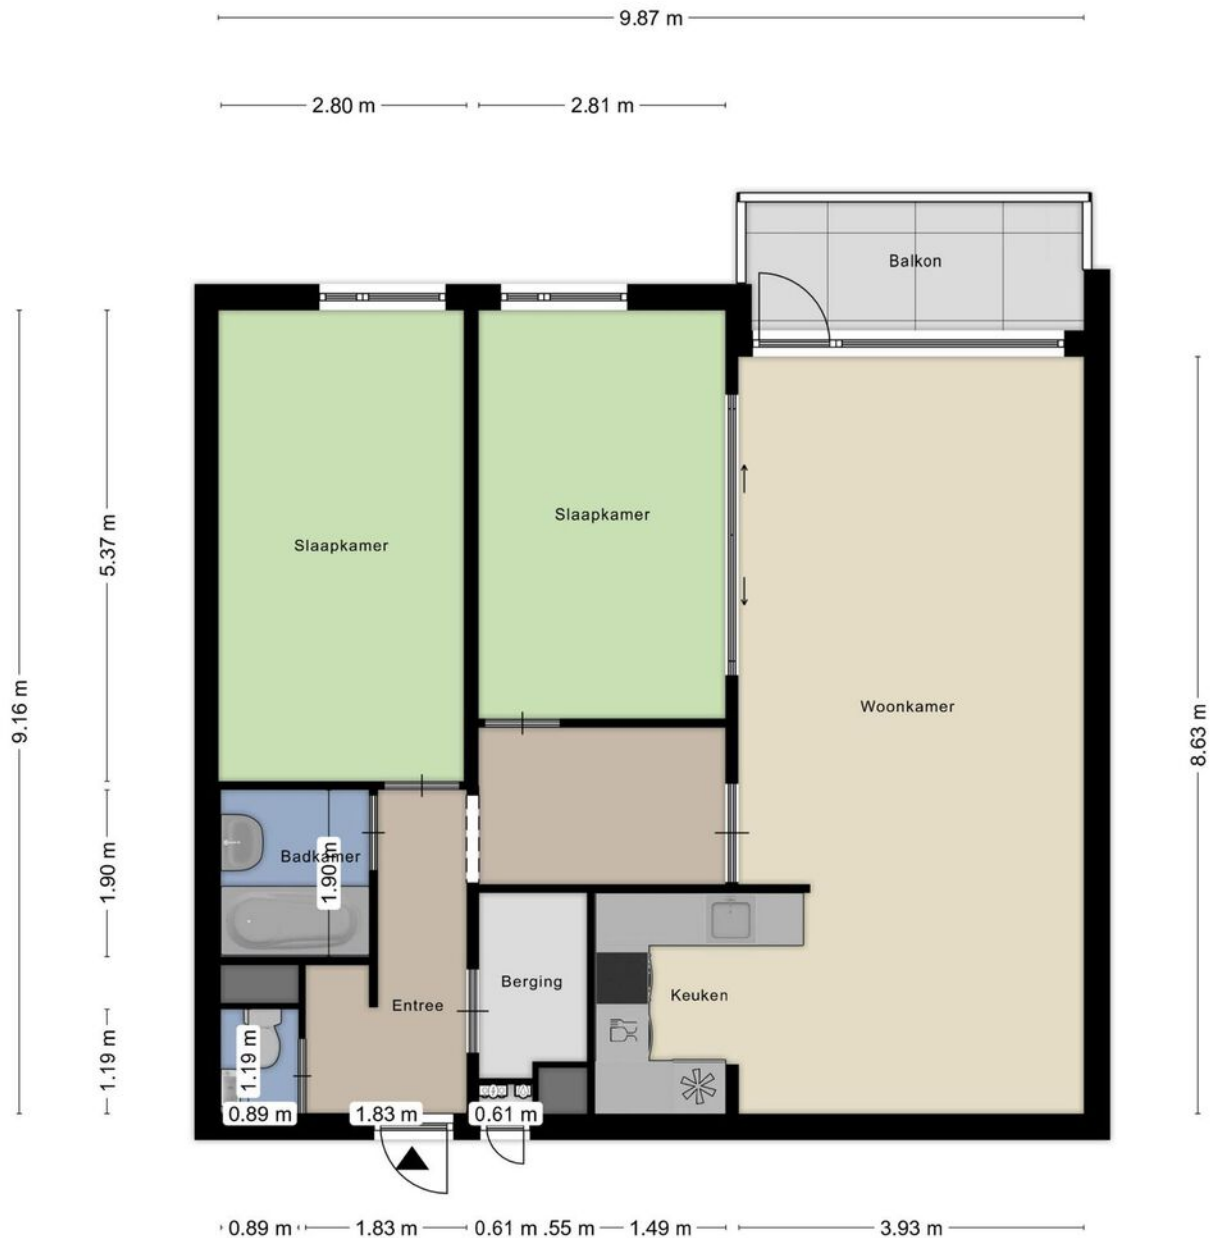 9.87 m
2.80 m
2.81 m
Balkon
Slaapkamer
Slaapkamer
5.37 m
9.16 m
Woonkamer
8.63 m
Badkamer
1.90 m
1.90 m
Berging
Keuken
Entree
1.19 m
1.19 m
0.89 m
1.83 m
0.61 m
0.89 m
1.83 m
0.61 m
.55 m
1.49 m
3.93 m